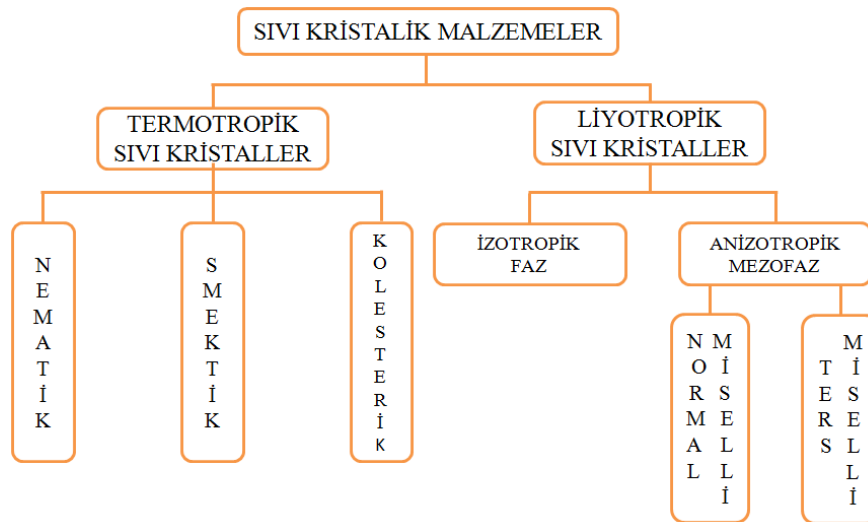 SIVI KRİSTALİK MALZEMELER
TERMOTROPİK
SIVI KRİSTALLER
LİYOTROPİK
SIVI KRİSTALLER
NEMATİK
SMEKTİK
KOLESTERİK
İZOTROPİK
FAZ
ANİZOTROPİK
MEZOFAZ
NORMAL
MİSELLİ
TERS
MİSELLİ